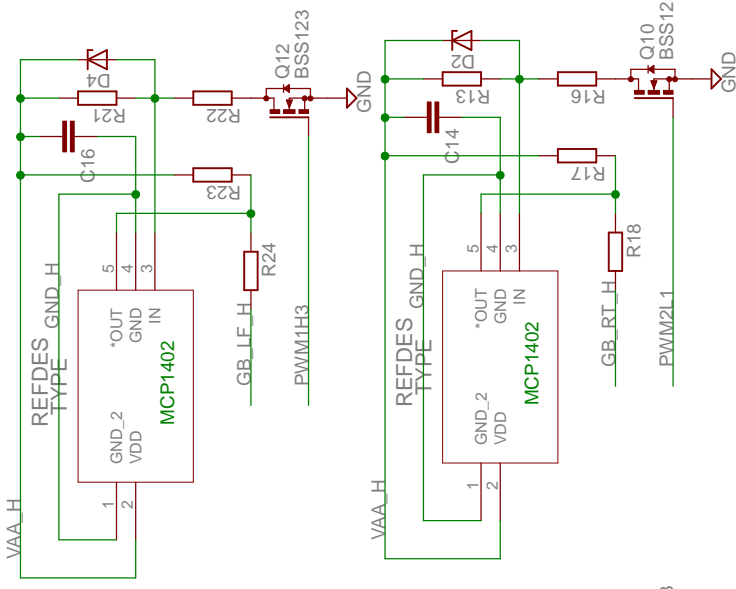 Q12
BSS123
D4
R21
R22
GND
C16
R23
R24
GND_H
5
4
3
*OUT
GND
IN
REFDES
TYPE
MCP1402
GND_2
VDD
1
2
VAA_H
GB_LF_H
PWM1H3
Q10
BSS12
D2
R13
R16
GND
C14
R17
R18
GND_H
5
4
3
*OUT
GND
IN
REFDES
TYPE
MCP1402
GND_2
VDD
1
2
VAA_H
GB_RT_H
PWM2L1